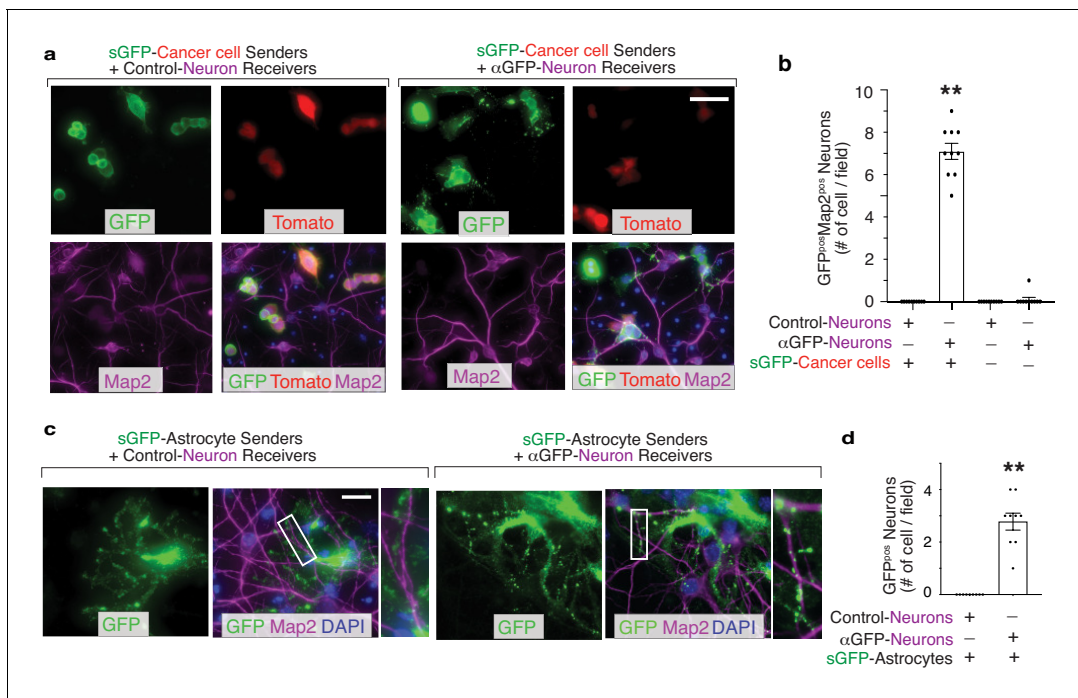 a
sGFP-Cancer cell Senders
+ Control-Neuron Receivers
sGFP-Cancer cell Senders
+ αGFP-Neuron Receivers
GFP
Tomato
GFP
Tomato
Map2
GFP Tomato Map2
Map2
GFP Tomato Map2
b
**
GFPposMap2pos Neurons
(# of cell / field)
10
8
6
4
2
0
Control-Neurons + − + −
αGFP-Neurons − + − +
sGFP-Cancer cells + + − −
c
sGFP-Astrocyte Senders
+ Control-Neuron Receivers
sGFP-Astrocyte Senders
+ αGFP-Neuron Receivers
GFP
GFP Map2 DAPI
GFP
GFP Map2 DAPI
d
**
GFPpos Neurons
(# of cell / field)
4
2
0
Control-Neurons + −
αGFP-Neurons − +
sGFP-Astrocytes + +